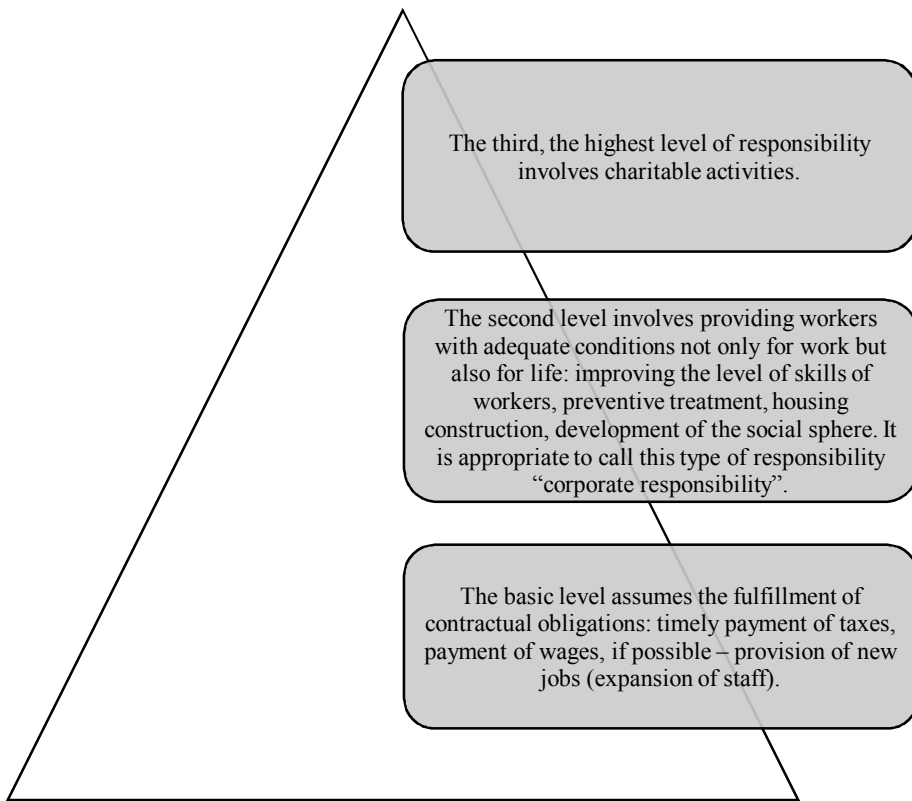 The third, the highest level of responsibility
involves charitable activities.
The second level involves providing workers
with adequate conditions not only for work but
also for life: improving the level of skills of
workers, preventive treatment, housing
construction, development of the social sphere. It
is appropriate to call this type of responsibility
“corporate responsibility”.
The basic level assumes the fulfillment of
contractual obligations: timely payment of taxes,
payment of wages, if possible – provision of new
jobs (expansion of staff).